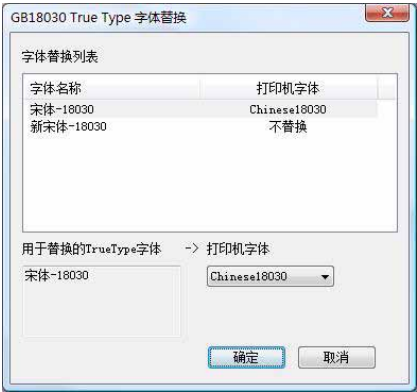 GB18030 True Type 字体替换
字体替换列表
字体名称 打印机字体
宋体-18030 Chinese18030
新宋体-18030 不替换
用于替换的TrueType字体 -> 打印机字体
宋体-18030 Chinese18030
确定 取消